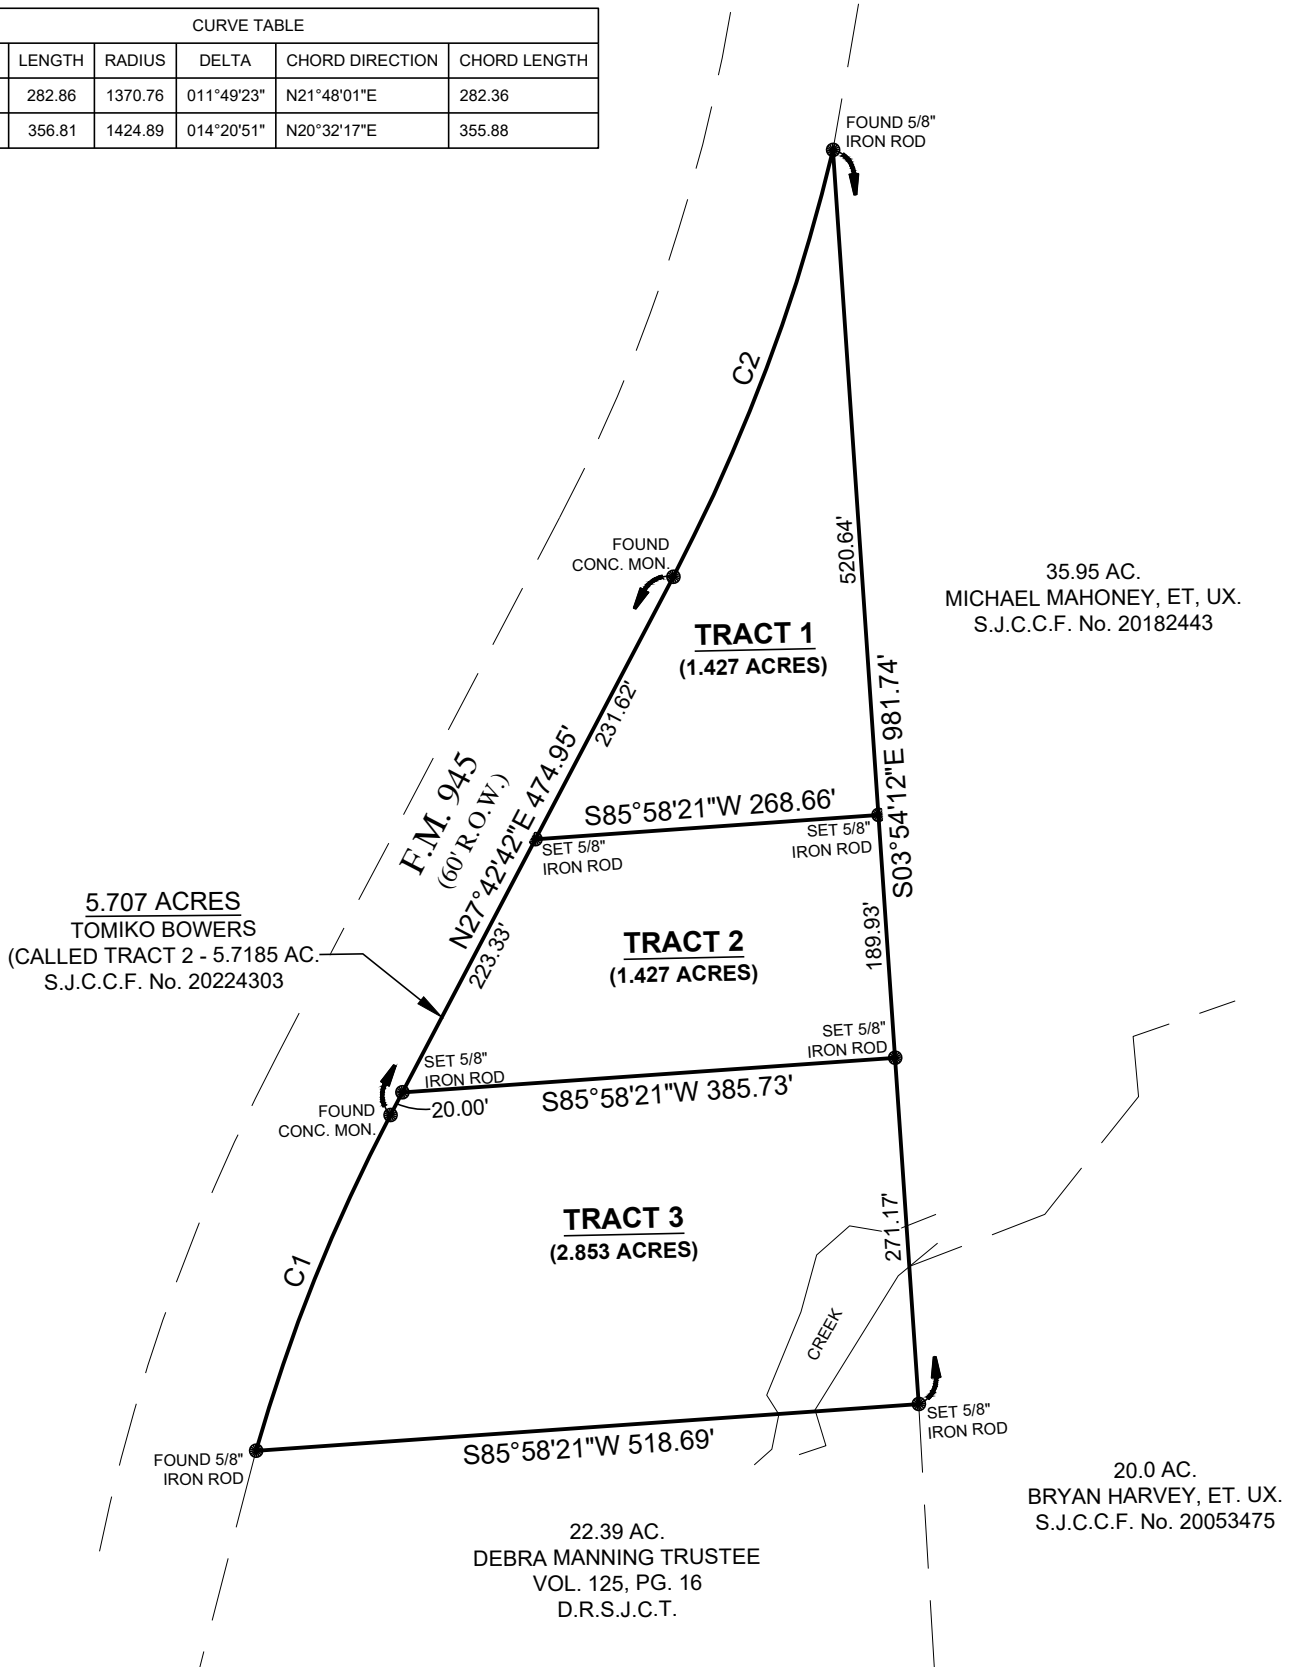 CURVE TABLE
LENGTH RADIUS DELTA CHORD DIRECTION CHORD LENGTH
282.86 1370.76 011°49'23" N21°48'01"E 282.36
356.81 1424.89 014°20'51" N20°32'17"E 355.88
FOUND 5/8"
IRON ROD
C2
520.64'
FOUND
CONC. MON.
35.95 AC.
MICHAEL MAHONEY, ET, UX.
S.J.C.C.F. No. 20182443
TRACT 1
(1.427 ACRES)
231.62'
S03°54'12"E 981.74'
F.M. 945
(60' R.O.W.)
N27°42'42"E 474.95'
S85°58'21"W 268.66'
SET 5/8"
IRON ROD
SET 5/8"
IRON ROD
5.707 ACRES
TOMIKO BOWERS
(CALLED TRACT 2 - 5.7185 AC.
S.J.C.C.F. No. 20224303
223.33'
TRACT 2
(1.427 ACRES)
189.93'
SET 5/8"
IRON ROD
SET 5/8"
IRON ROD
S85°58'21"W 385.73'
20.00'
FOUND
CONC. MON.
TRACT 3
(2.853 ACRES)
271.17'
C1
CREEK
SET 5/8"
IRON ROD
S85°58'21"W 518.69'
FOUND 5/8"
IRON ROD
20.0 AC.
BRYAN HARVEY, ET. UX.
S.J.C.C.F. No. 20053475
22.39 AC.
DEBRA MANNING TRUSTEE
VOL. 125, PG. 16
D.R.S.J.C.T.